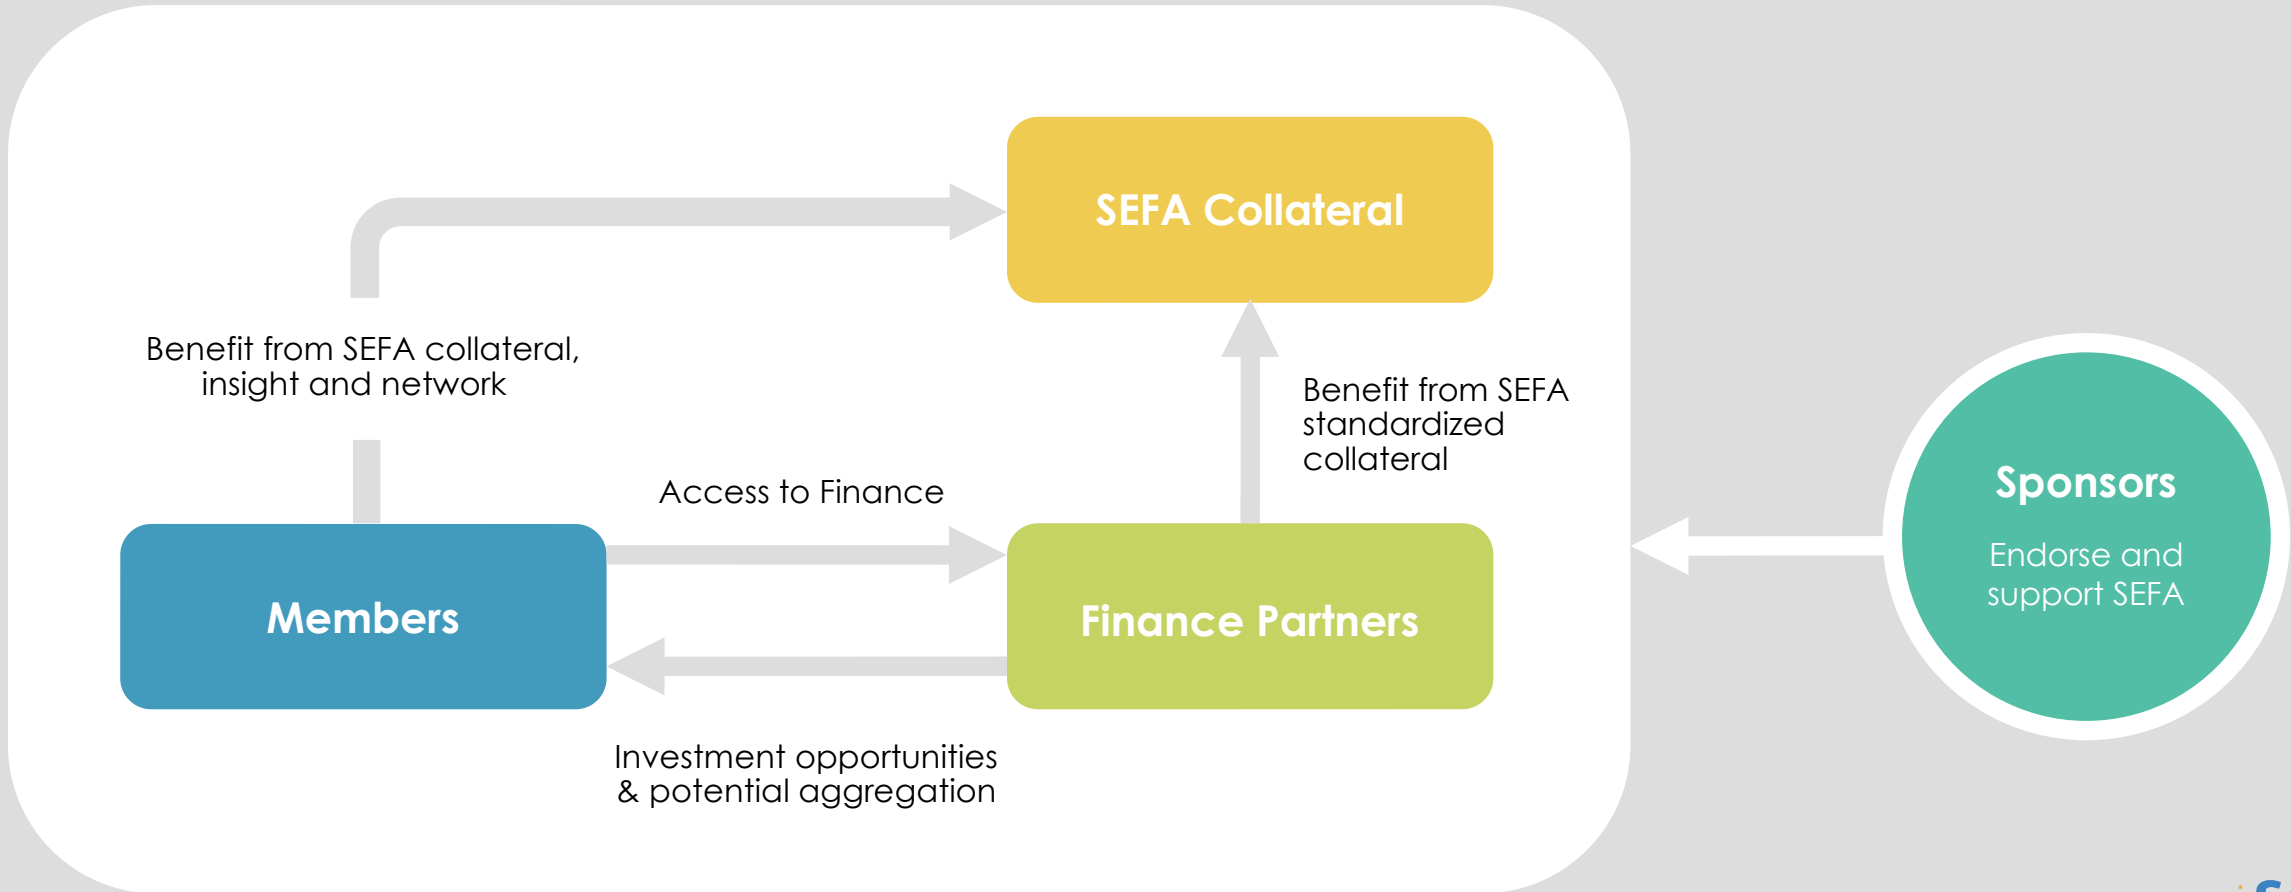 SEFA Collateral
Benefit from SEFA collateral,
insight and network
Benefit from SEFA
standardized
collateral
Access to Finance
Members
Finance Partners
Investment opportunities
& potential aggregation
Sponsors
Endorse and
support SEFA